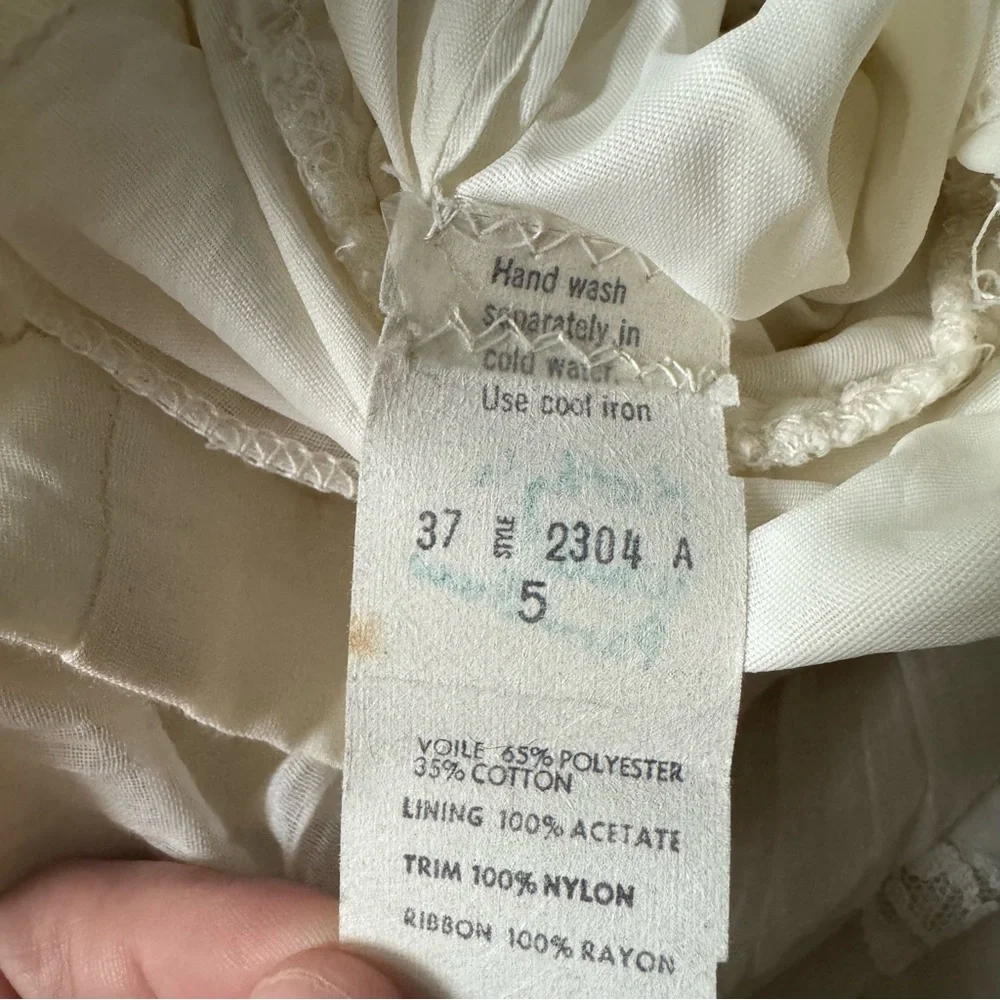 Hand wash
separately in
cold water.
Use cool iron
37 STYLE 2304 A
5
VOILE 65% POLYESTER
35% COTTON
LINING 100% ACETATE
TRIM 100% NYLON
RIBBON 100% RAYON